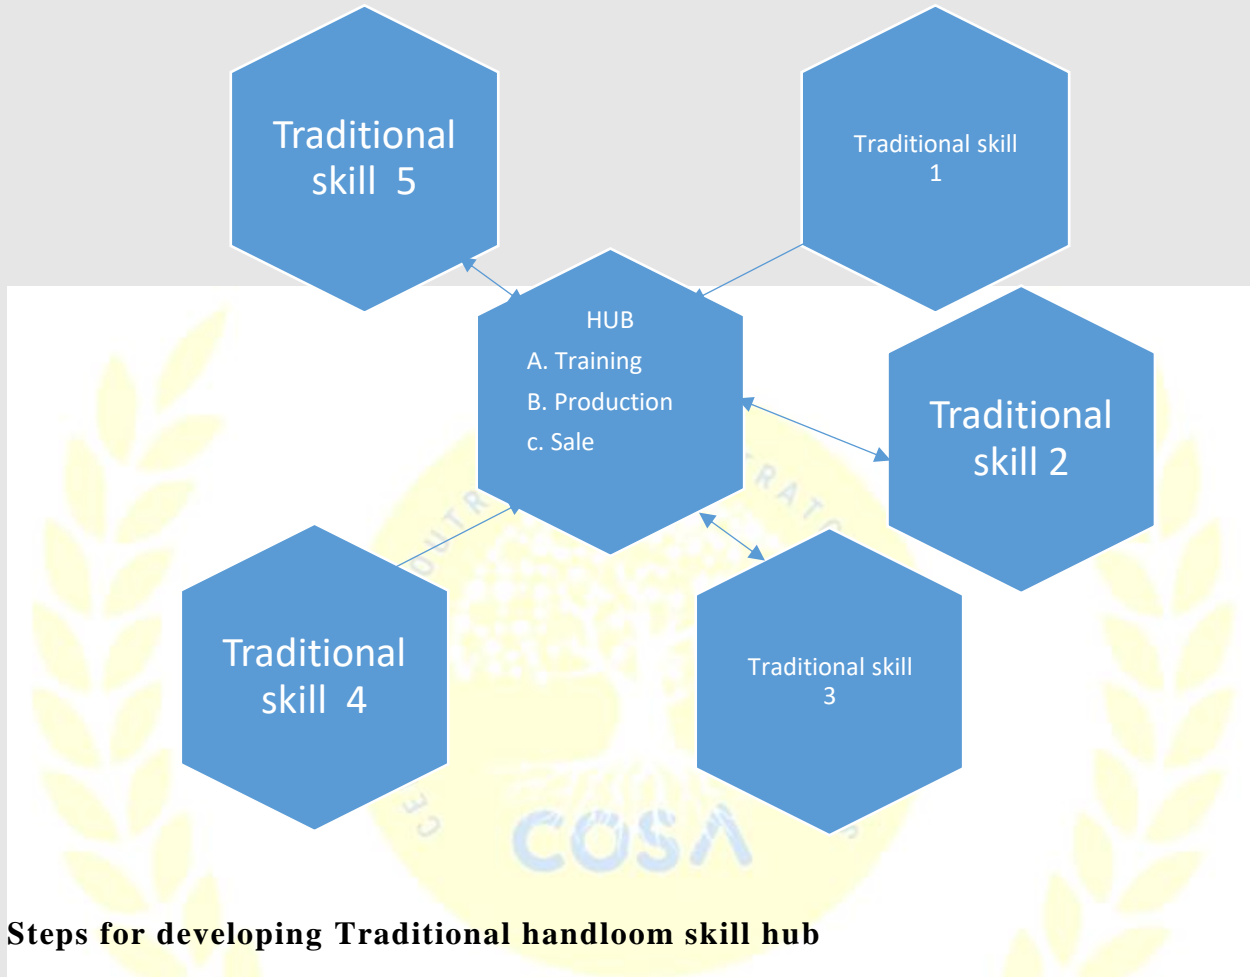 Traditional
skill 5
Traditional skill
1
HUB
A. Training
B. Production
c. Sale
Traditional
skill 2
Traditional
skill 4
Traditional skill
3
COSA
Steps for developing Traditional handloom skill hub